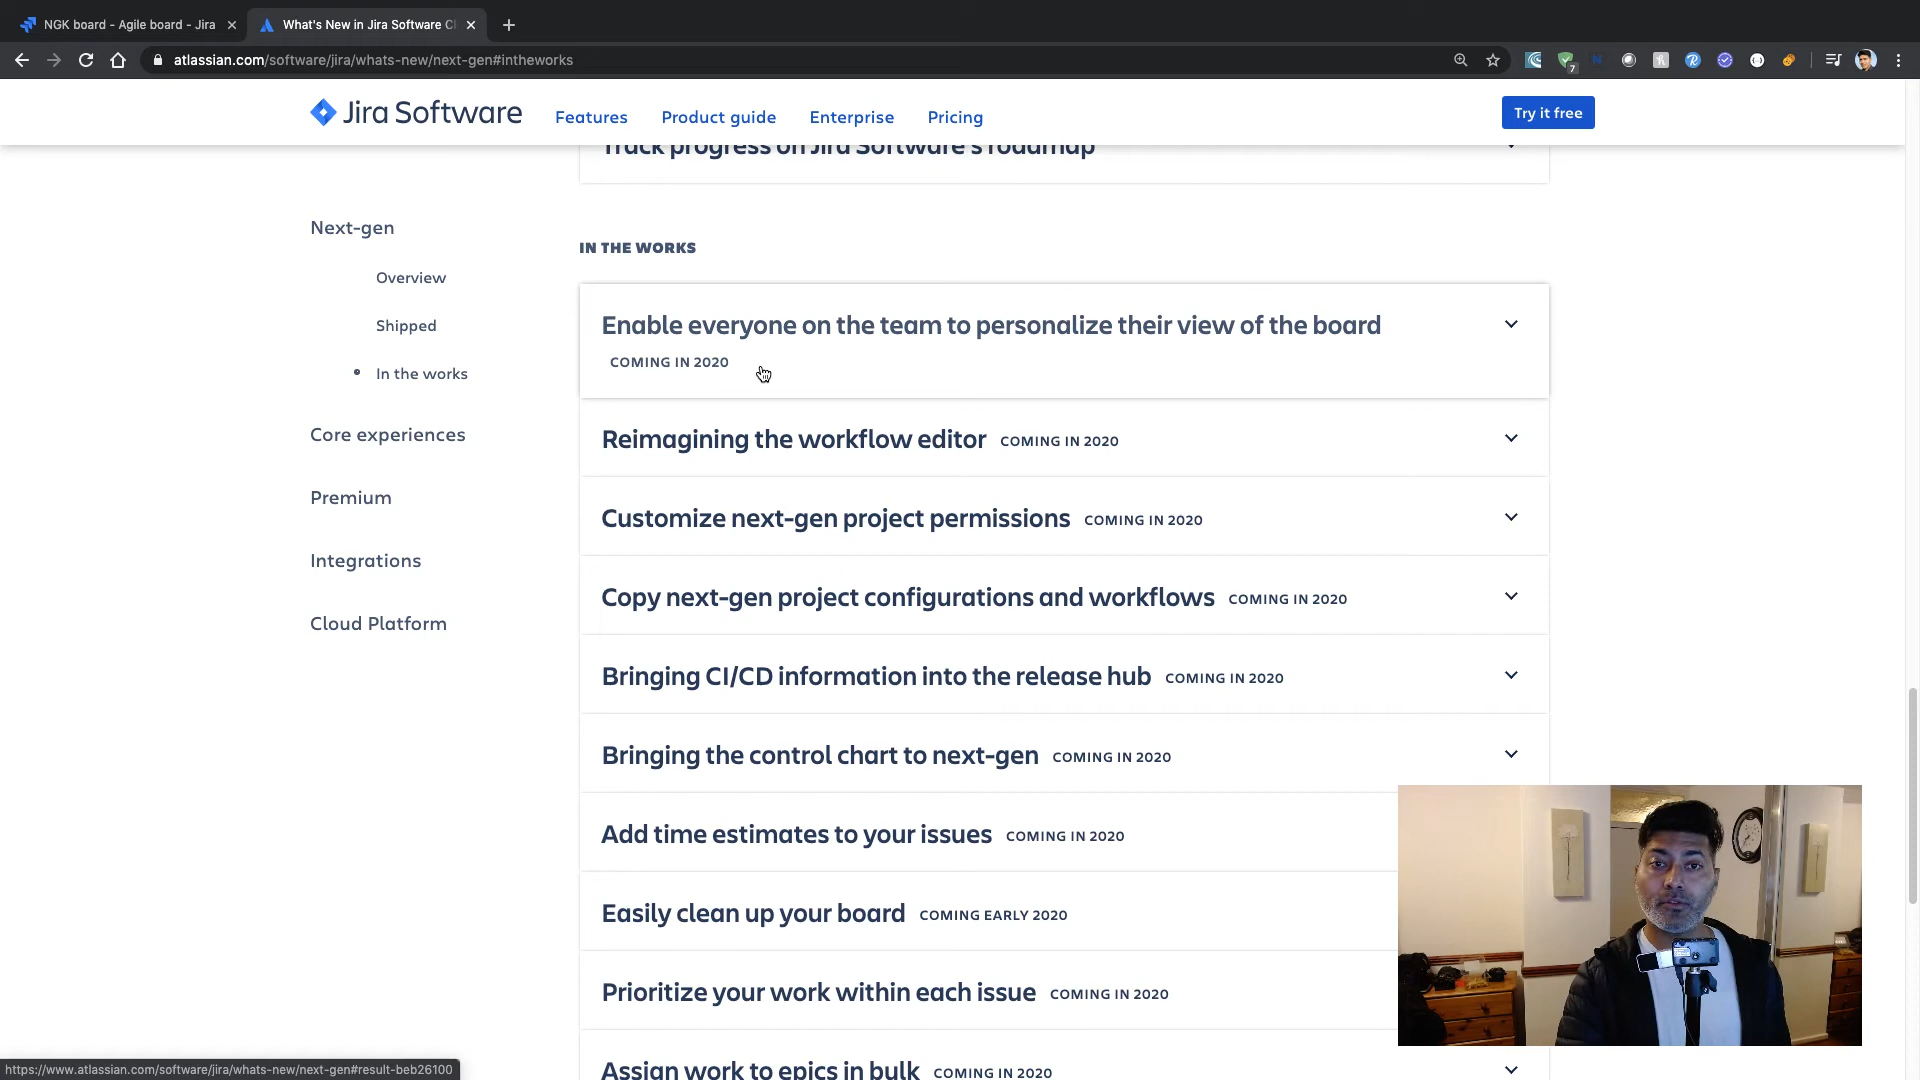 NGK board - Agile board - Jira
What's New in Jira Software Cl
atlassian.com/software/jira/whats-new/next-gen#intheworks
7
Jira Software
Features
Product guide
Enterprise
Pricing
Try it free
Track progress on Jira Software's roadmap
Next-gen
Overview
Shipped
In the works
Core experiences
Premium
Integrations
Cloud Platform
IN THE WORKS
Enable everyone on the team to personalize their view of the board
COMING IN 2020
Reimagining the workflow editor COMING IN 2020
Customize next-gen project permissions COMING IN 2020
Copy next-gen project configurations and workflows COMING IN 2020
Bringing CI/CD information into the release hub COMING IN 2020
Bringing the control chart to next-gen COMING IN 2020
Add time estimates to your issues COMING IN 2020
Easily clean up your board COMING EARLY 2020
Prioritize your work within each issue COMING IN 2020
Assign work to epics in bulk COMING IN 2020
https://www.atlassian.com/software/jira/whats-new/next-gen#result-beb26100